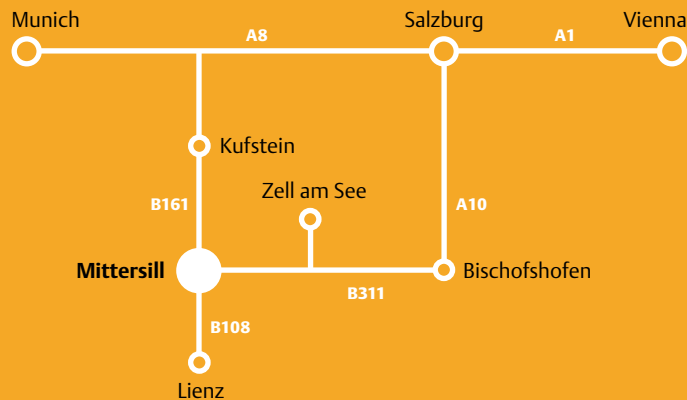 Munich
Salzburg
Vienna
A8
A1
Kufstein
Zell am See
B161
A10
Mittersill
Bischofshofen
B311
B108
Lienz